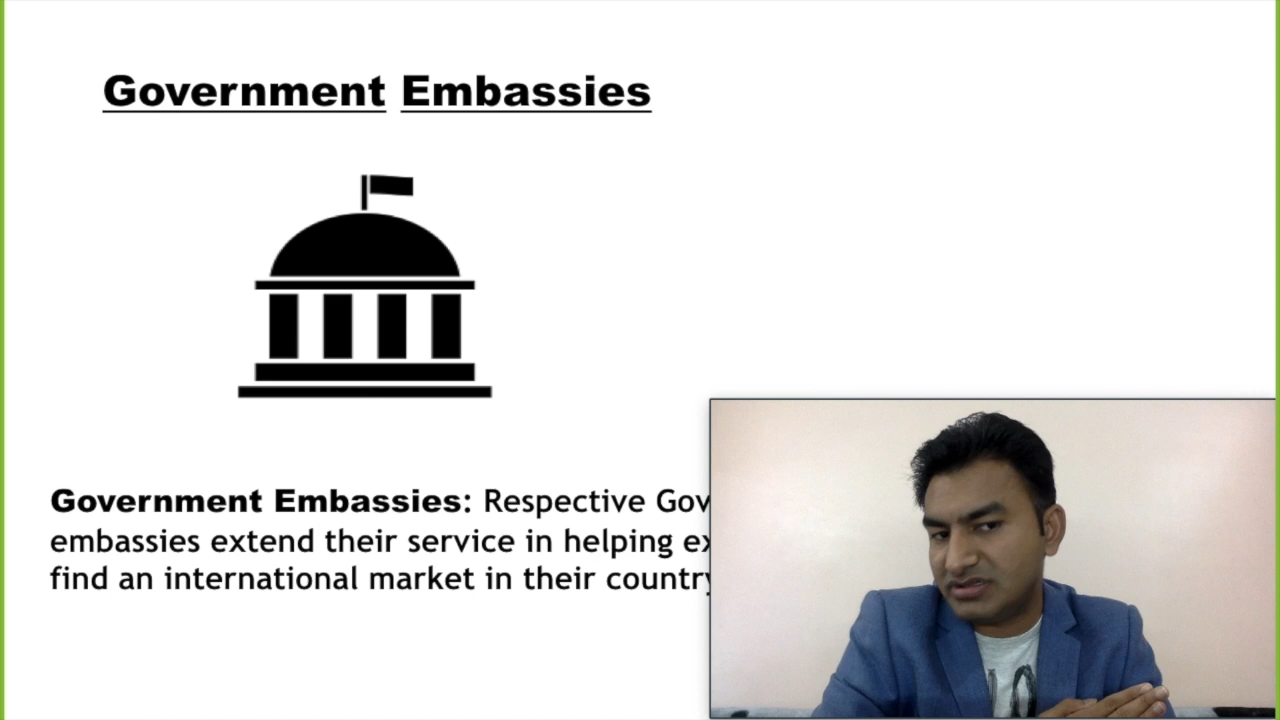 Government Embassies
Government Embassies: Respective Gov
embassies extend their service in helping ex
find an international market in their country